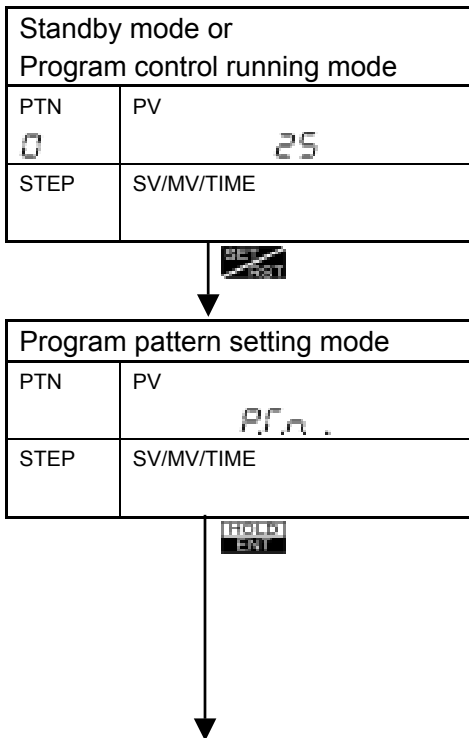 Standby mode or
Program control running mode
PTN PV
0 25
STEP SV/MV/TIME
SET
RST
Program pattern setting mode
PTN PV
P.T.n .
STEP SV/MV/TIME
HOLD
ENT